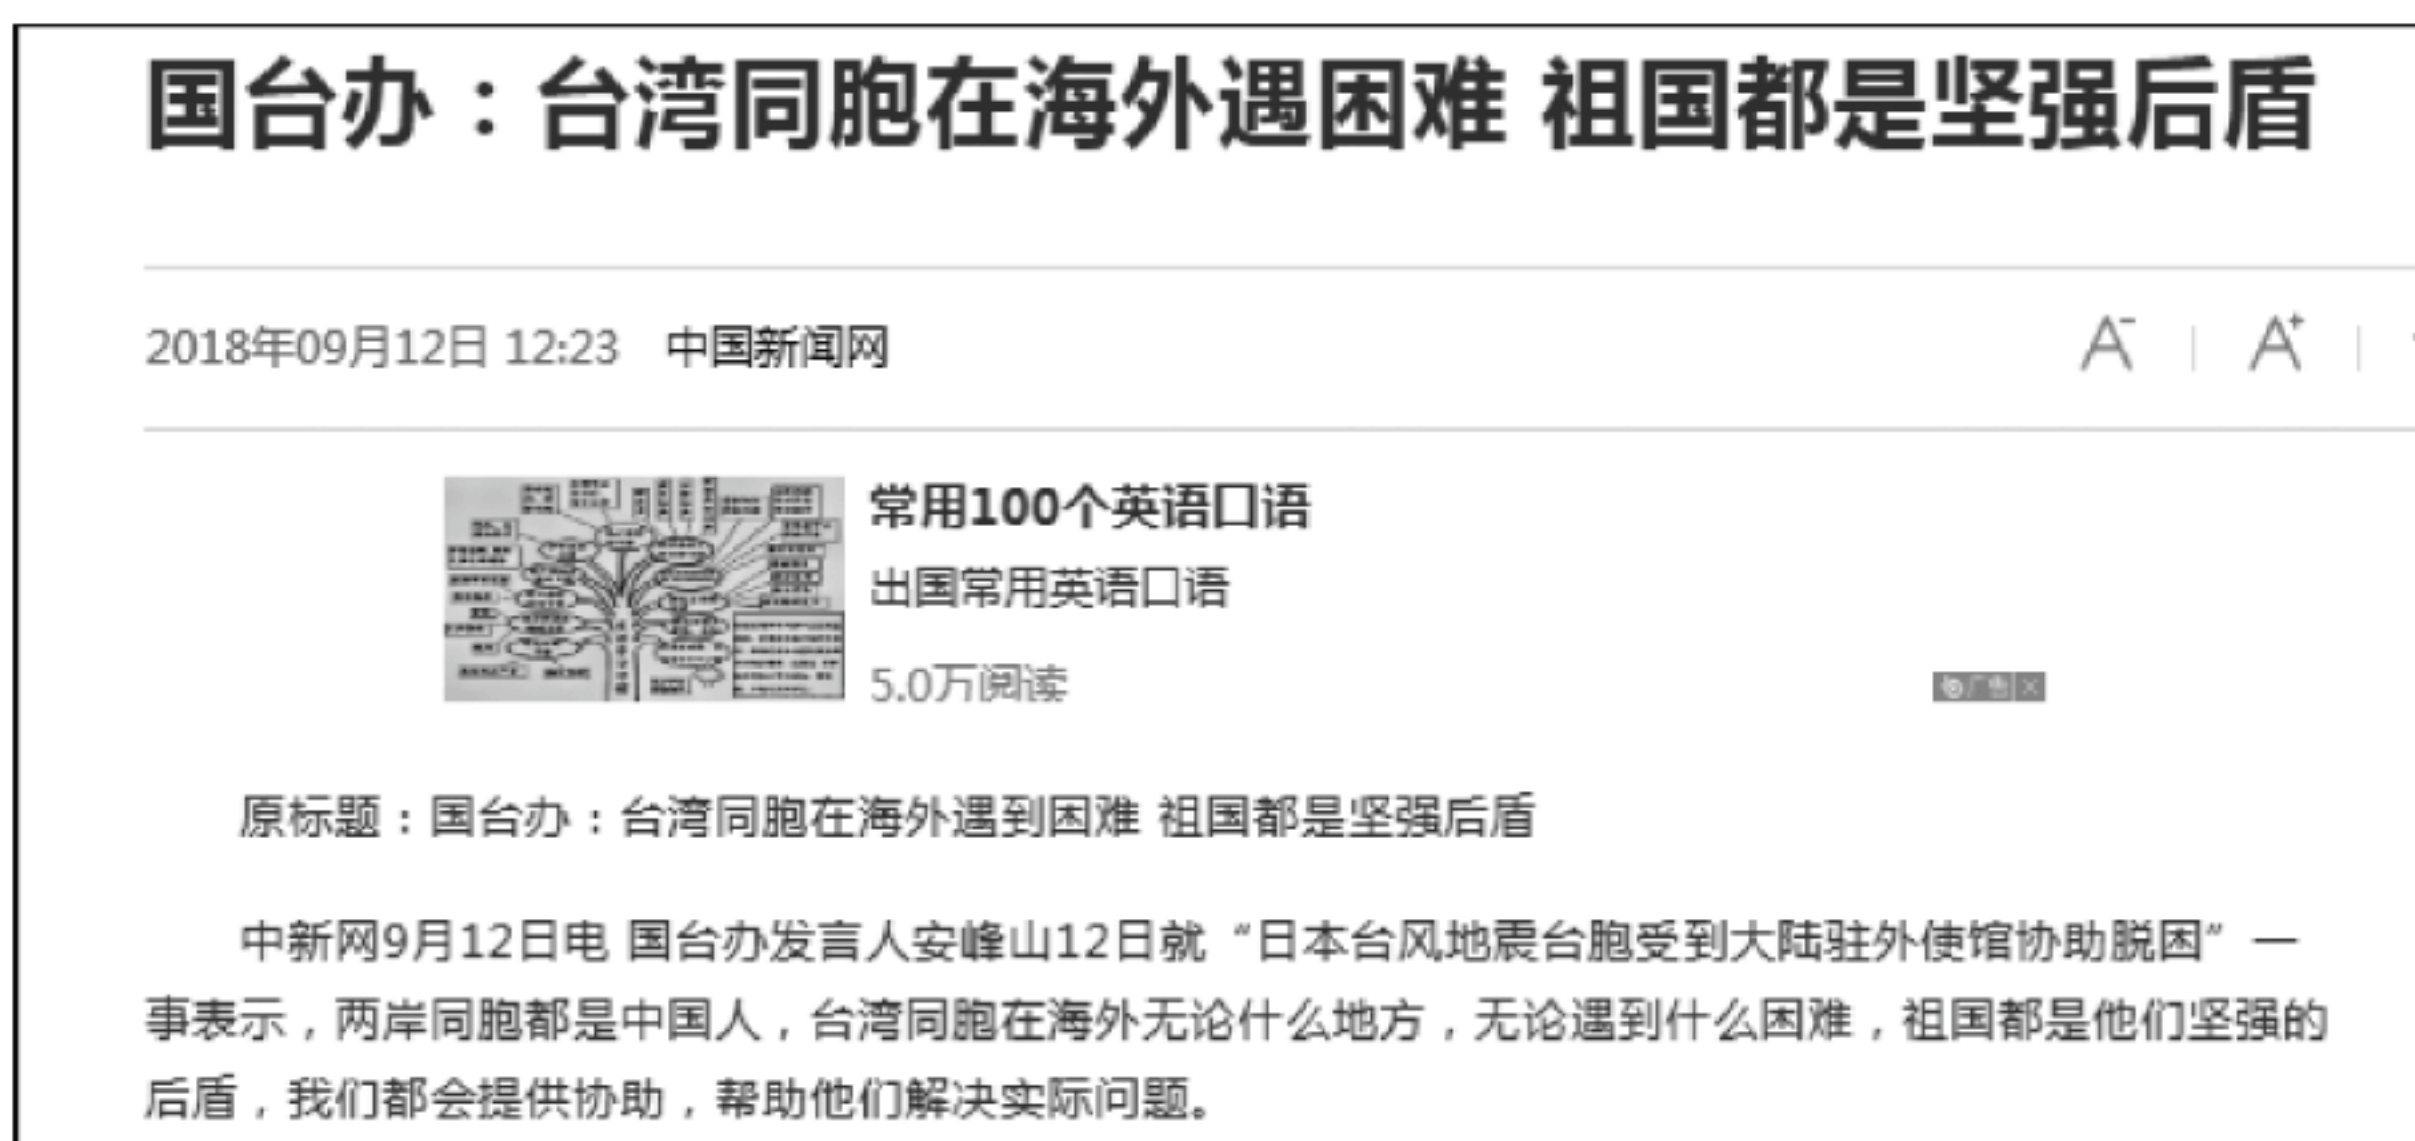 国台办：台湾同胞在海外遇困难 祖国都是坚强后盾
2018年09月12日 12:23 中国新闻网
A- | A+ |
常用100个英语口语
出国常用英语口语
5.0万阅读
广告
原标题：国台办：台湾同胞在海外遇到困难 祖国都是坚强后盾
中新网9月12日电 国台办发言人安峰山12日就“日本台风地震台胞受到大陆驻外使馆协助脱困”一
事表示，两岸同胞都是中国人，台湾同胞在海外无论什么地方，无论遇到什么困难，祖国都是他们坚强的
后盾，我们都会提供协助，帮助他们解决实际问题。